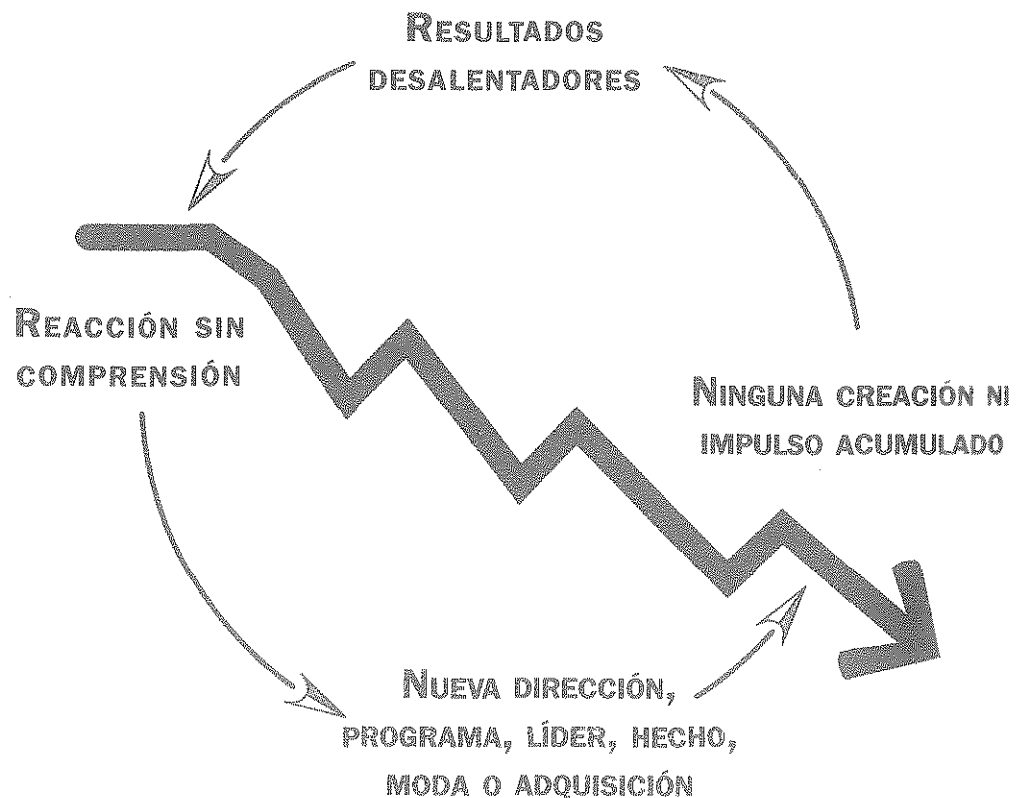 RESULTADOS
DESALENTADORES
REACCIÓN SIN
COMPRENSIÓN
NINGUNA CREACIÓN NI
IMPULSO ACUMULADO
NUEVA DIRECCIÓN,
PROGRAMA, LÍDER, HECHO,
MODA O ADQUISICIÓN